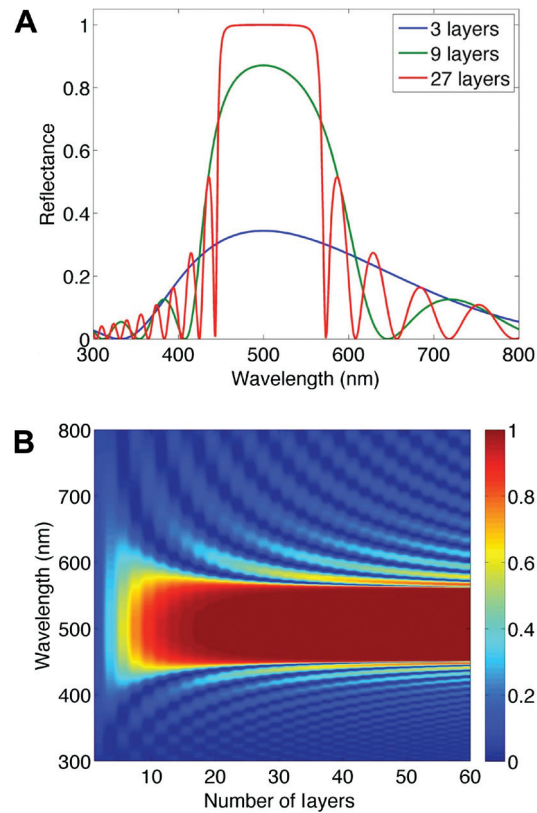 A
3 layers
9 layers
27 layers
Reflectance
1
0.8
0.6
0.4
0.2
0
300 400 500 600 700 800
Wavelength (nm)
B
Wavelength (nm)
800
700
600
500
400
300
10 20 30 40 50 60
Number of layers
1
0.8
0.6
0.4
0.2
0